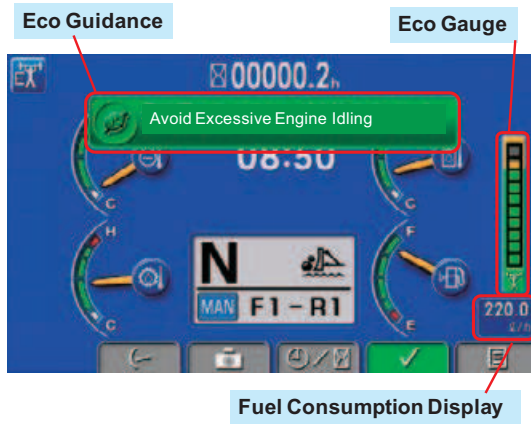 Eco Guidance
Eco Gauge
00000.2h
Avoid Excessive Engine Idling
08:50
C
C
H
F
N
MAN F1-R1
C
E
220.0
ℓ/h
Fuel Consumption Display